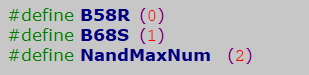 #define B58R (0)
#define B68S (1)
#define NandMaxNum  (2)